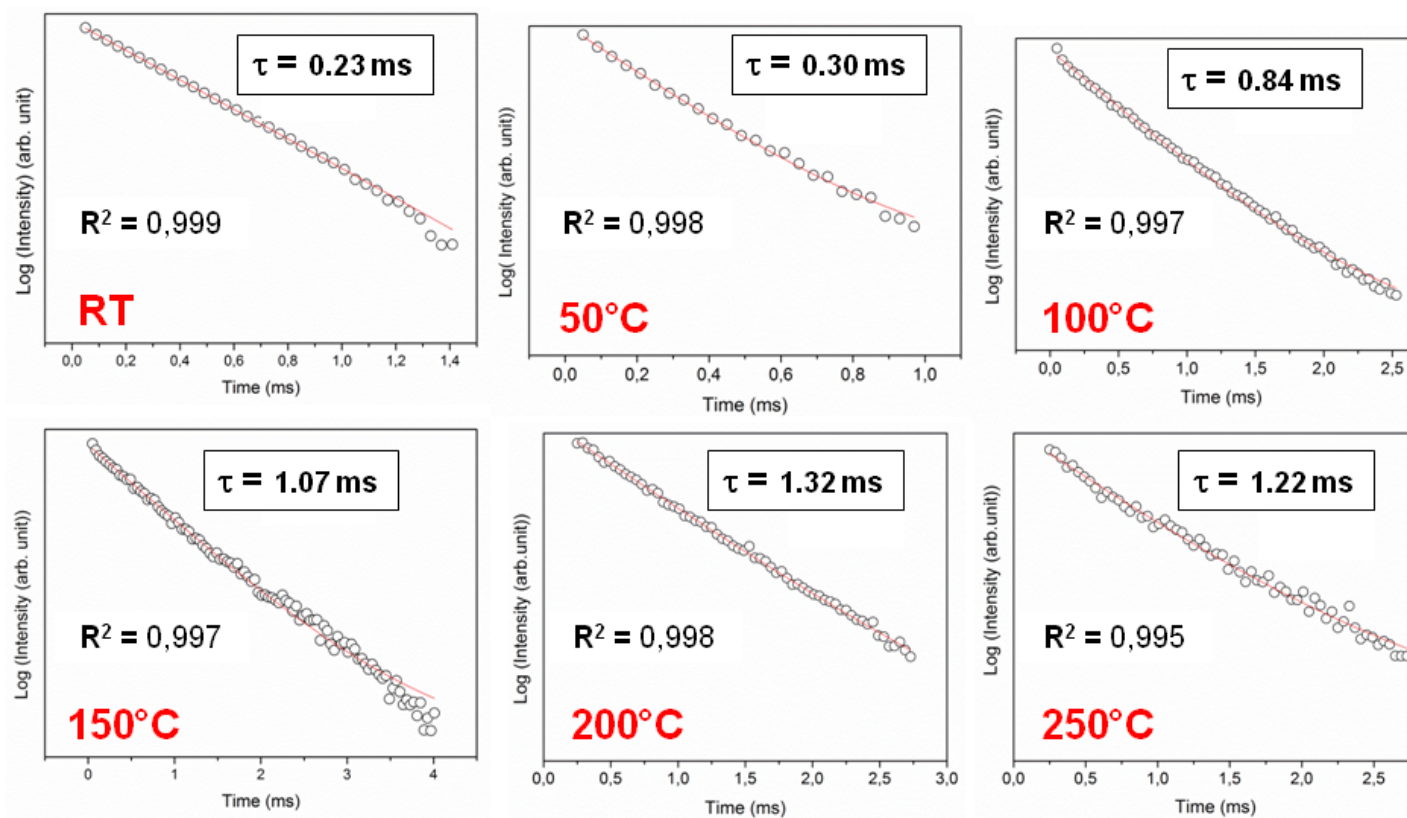 Log (Intensity) (arb. unit)
τ = 0.23 ms
R² = 0,999
RT
0,0 0,2 0,4 0,6 0,8 1,0 1,2 1,4
Time (ms)
Log( Intensity (arb. unit))
τ = 0.30 ms
R² = 0,998
50°C
0,0 0,2 0,4 0,6 0,8 1,0
Time (ms)
Log (Intensity (arb. unit))
τ = 0.84 ms
R² = 0,997
100°C
0,0 0,5 1,0 1,5 2,0 2,5
Time (ms)
Log (Intensity (arb. unit))
τ = 1.07 ms
R² = 0,997
150°C
0 1 2 3 4
Time (ms)
Log (Intensity (arb. unit))
τ = 1.32 ms
R² = 0,998
200°C
0,0 0,5 1,0 1,5 2,0 2,5 3,0
Time (ms)
Log (Intensity (arb.unit))
τ = 1.22 ms
R² = 0,995
250°C
0,0 0,5 1,0 1,5 2,0 2,5
Time (ms)